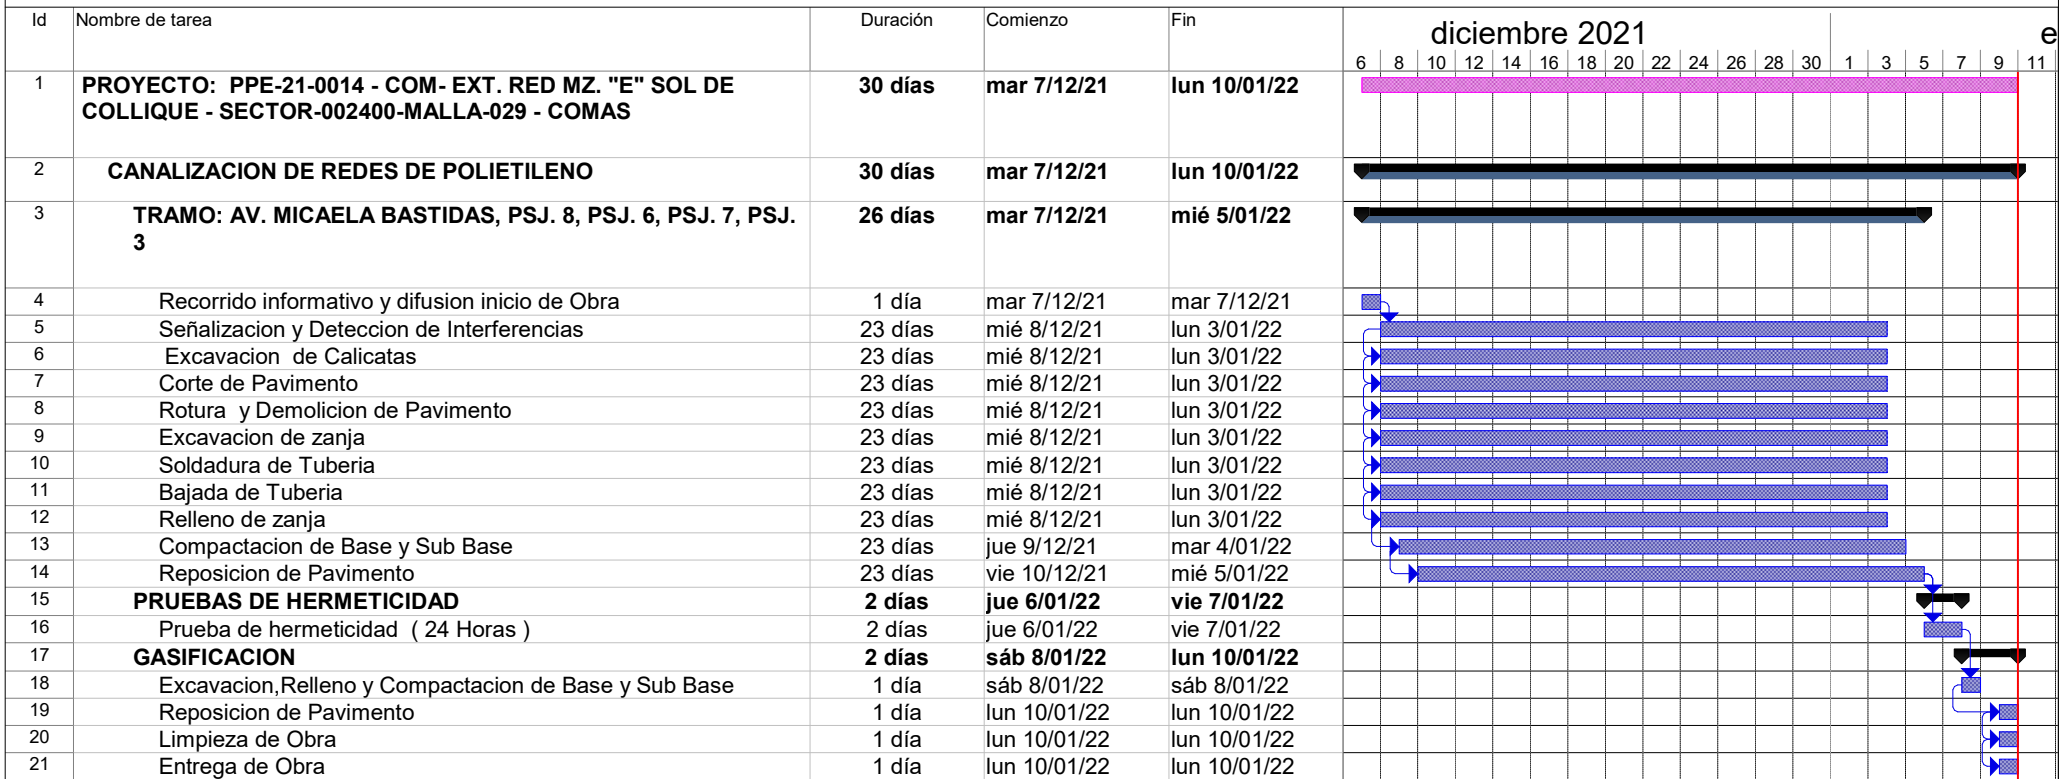 Id Nombre de tarea Duración Comienzo Fin
diciembre 2021 e
6 8 10 12 14 16 18 20 22 24 26 28 30 1 3 5 7 9 11
1 PROYECTO: PPE-21-0014 - COM- EXT. RED MZ. "E" SOL DE 30 días mar 7/12/21 lun 10/01/22
COLLIQUE - SECTOR-002400-MALLA-029 - COMAS
2 CANALIZACION DE REDES DE POLIETILENO 30 días mar 7/12/21 lun 10/01/22
3 TRAMO: AV. MICAELA BASTIDAS, PSJ. 8, PSJ. 6, PSJ. 7, PSJ. 26 días mar 7/12/21 mié 5/01/22
3
4 Recorrido informativo y difusion inicio de Obra 1 día mar 7/12/21 mar 7/12/21
5 Señalizacion y Deteccion de Interferencias 23 días mié 8/12/21 lun 3/01/22
6 Excavacion de Calicatas 23 días mié 8/12/21 lun 3/01/22
7 Corte de Pavimento 23 días mié 8/12/21 lun 3/01/22
8 Rotura y Demolicion de Pavimento 23 días mié 8/12/21 lun 3/01/22
9 Excavacion de zanja 23 días mié 8/12/21 lun 3/01/22
10 Soldadura de Tuberia 23 días mié 8/12/21 lun 3/01/22
11 Bajada de Tuberia 23 días mié 8/12/21 lun 3/01/22
12 Relleno de zanja 23 días mié 8/12/21 lun 3/01/22
13 Compactacion de Base y Sub Base 23 días jue 9/12/21 mar 4/01/22
14 Reposicion de Pavimento 23 días vie 10/12/21 mié 5/01/22
15 PRUEBAS DE HERMETICIDAD 2 días jue 6/01/22 vie 7/01/22
16 Prueba de hermeticidad ( 24 Horas ) 2 días jue 6/01/22 vie 7/01/22
17 GASIFICACION 2 días sáb 8/01/22 lun 10/01/22
18 Excavacion,Relleno y Compactacion de Base y Sub Base 1 día sáb 8/01/22 sáb 8/01/22
19 Reposicion de Pavimento 1 día lun 10/01/22 lun 10/01/22
20 Limpieza de Obra 1 día lun 10/01/22 lun 10/01/22
21 Entrega de Obra 1 día lun 10/01/22 lun 10/01/22